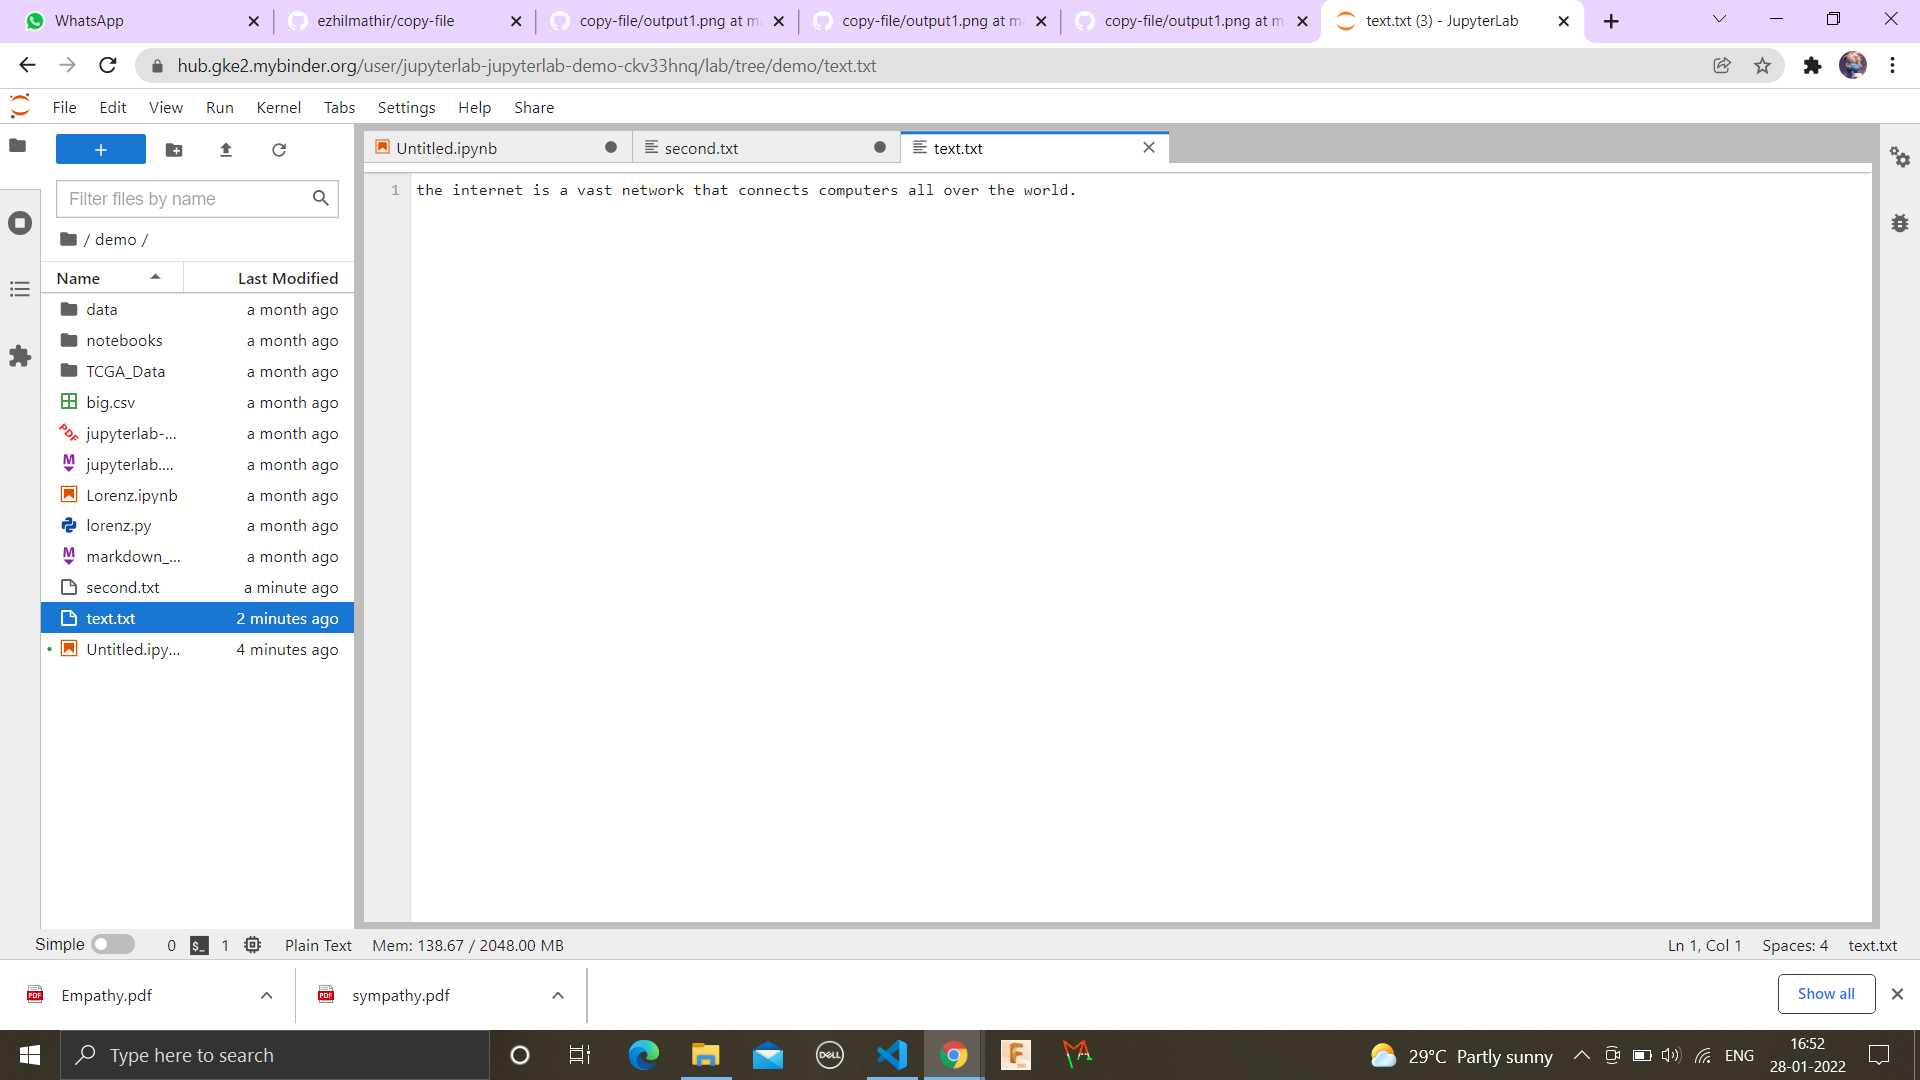 WhatsApp
ezhilmathir/copy-file
copy-file/output1.png at ma
copy-file/output1.png at ma
copy-file/output1.png at m
text.txt (3) - JupyterLab
hub.gke2.mybinder.org/user/jupyterlab-jupyterlab-demo-ckv33hnq/lab/tree/demo/text.txt
File Edit View Run Kernel Tabs Settings Help Share
Untitled.ipynb
second.txt
text.txt
Filter files by name
/ demo /
Name Last Modified
data a month ago
notebooks a month ago
TCGA_Data a month ago
big.csv a month ago
jupyterlab-... a month ago
jupyterlab.... a month ago
Lorenz.ipynb a month ago
lorenz.py a month ago
markdown_... a month ago
second.txt a minute ago
text.txt 2 minutes ago
Untitled.ipy... 4 minutes ago
1 the internet is a vast network that connects computers all over the world.
Simple 0 $_ 1 Plain Text Mem: 138.67 / 2048.00 MB Ln 1, Col 1 Spaces: 4 text.txt
PDF Empathy.pdf PDF sympathy.pdf Show all
Type here to search DELL 29°C Partly sunny ENG 16:52
28-01-2022